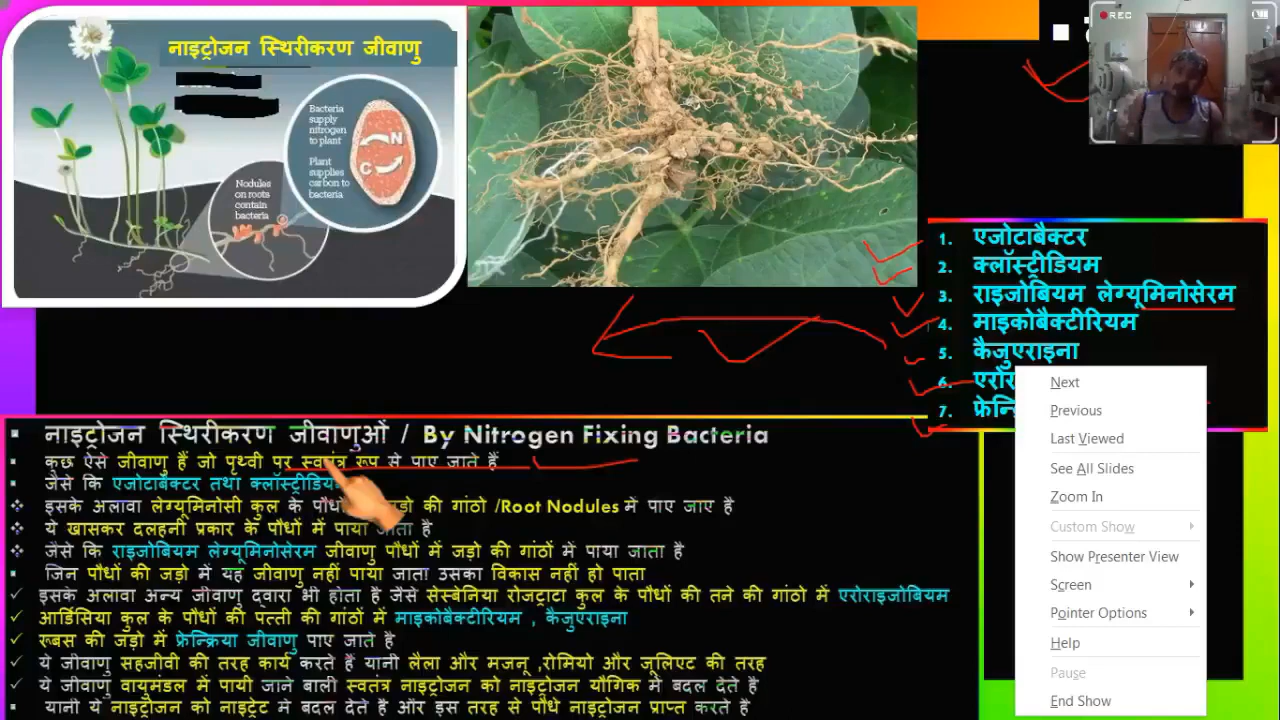 नाइट्रोजन स्थिरीकरण जीवाणु
Bacteria
supply
nitrogen
to plant
Plant
supplies
carbon to
bacteria
N
C
Nodules
on roots
contain
bacteria
REC
1. एजोटाबैक्टर
2. क्लॉस्ट्रीडियम
3. राइजोबियम लेग्यूमिनोसेरम
4. माइकोबैक्टीरियम
5. कैजुएराइना
6.
7.
नाइट्रोजन स्थिरीकरण जीवाणुओं / By Nitrogen Fixing Bacteria
कुछ ऐसे जीवाणु हैं जो पृथ्वी पर स्वतंत्र रूप से पाए जाते हैं
जैसे कि एजोटाबैक्टर तथा
इसके अलावा लेग्यूमिनोसी कुल के की गांठो /Root Nodules में पाए जाए है
ये खासकर दलहनी प्रकार के पौधों में पाया जाता है
जैसे कि राइजोबियम लेग्यूमिनोसेरम जीवाणु पौधों में जड़ो की गांठों में पाया जाता है
जिन पौधों की जड़ो में यह जीवाणु नहीं पाया जाता उसका विकास नहीं हो पाता
इसके अलावा अन्य जीवाणु द्वारा भी होता है जैसे सेस्बेनिया रोजट्राटा कुल के पौधों की तने की गांठो में एरोराइजोबियम
आर्डिसिया कुल के पौधों की पत्ती की गांठों में माइकोबैक्टीरियम , कैजुएराइना
रूबस की जड़ो में फ्रेन्क्रिया जीवाणु पाए जाते है
ये जीवाणु सहजीवी की तरह कार्य करते हैं यानी लैला और मजनू ,रोमियो और जूलिएट की तरह
ये जीवाणु वायुमंडल में पायी जाने बाली स्वतंत्र नाइट्रोजन को नाइट्रोजन यौगिक में बदल देते है
यानी ये नाइट्रोजन को नाइट्रेट में बदल देते है और इस तरह से पौधे नाइट्रोजन प्राप्त करते है
Next
Previous
Last Viewed
See All Slides
Zoom In
Custom Show
Show Presenter View
Screen
Pointer Options
Help
Pause
End Show